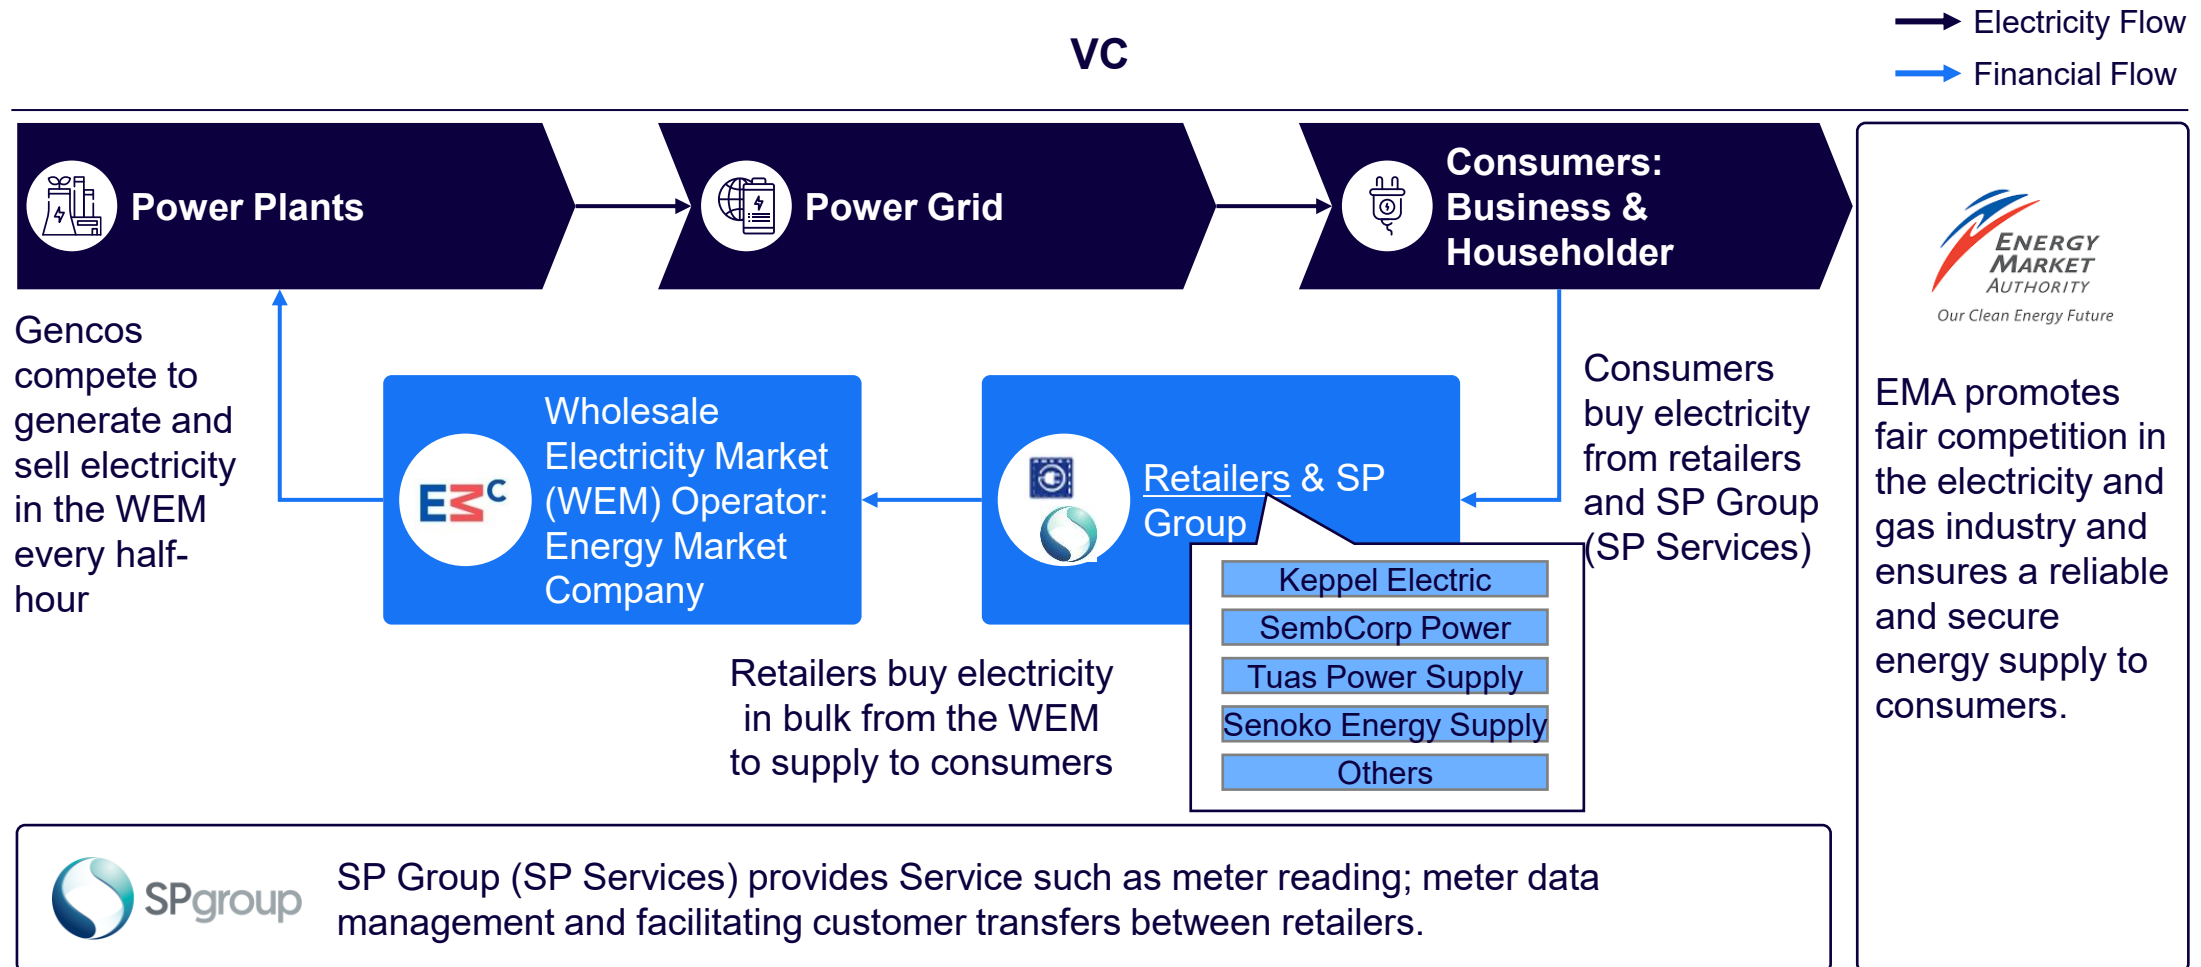 VC
Electricity Flow
Financial Flow
Power Plants
Power Grid
Consumers:
Business &
Householder
Gencos
compete to
generate and
sell electricity
in the WEM
every half-
hour
EMC
Wholesale
Electricity Market
(WEM) Operator:
Energy Market
Company
Retailers & SP
Group
Consumers
buy electricity
from retailers
and SP Group
(SP Services)
Keppel Electric
SembCorp Power
Tuas Power Supply
Senoko Energy Supply
Others
Retailers buy electricity
in bulk from the WEM
to supply to consumers
ENERGY
MARKET
AUTHORITY
Our Clean Energy Future
EMA promotes
fair competition in
the electricity and
gas industry and
ensures a reliable
and secure
energy supply to
consumers.
SPgroup
SP Group (SP Services) provides Service such as meter reading; meter data
management and facilitating customer transfers between retailers.